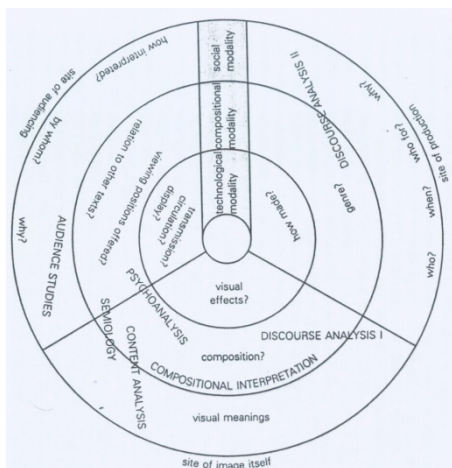 social
modality
compositional
modality
technological
modality
how interpreted?
site of audiencing
by whom?
why?
AUDIENCE STUDIES
relation to other texts?
viewing positions offered?
transmission?
circulation?
display?
DISCOURSE ANALYSIS II
why?
who for?
site of production
when?
who?
genre?
how made?
visual
effects?
PSYCHOANALYSIS
SEMIOLOGY
CONTENT ANALYSIS
DISCOURSE ANALYSIS I
composition?
COMPOSITIONAL INTERPRETATION
visual meanings
site of image itself